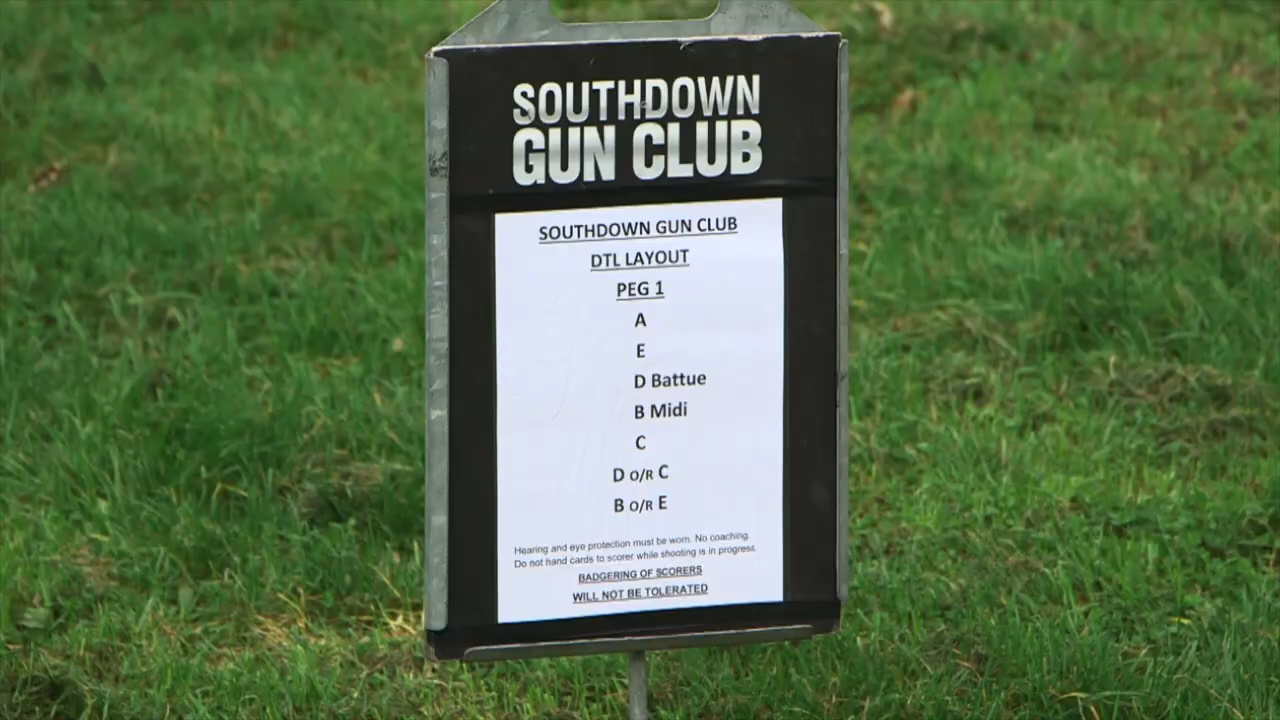 SOUTHDOWN
GUN CLUB
SOUTHDOWN GUN CLUB
DTL LAYOUT
PEG 1
A
E
D Battue
B Midi
C
D O/R C
B O/R E
Hearing and eye protection must be worn. No coaching.
Do not hand cards to scorer while shooting is in progress.
BADGERING OF SCORERS
WILL NOT BE TOLERATED